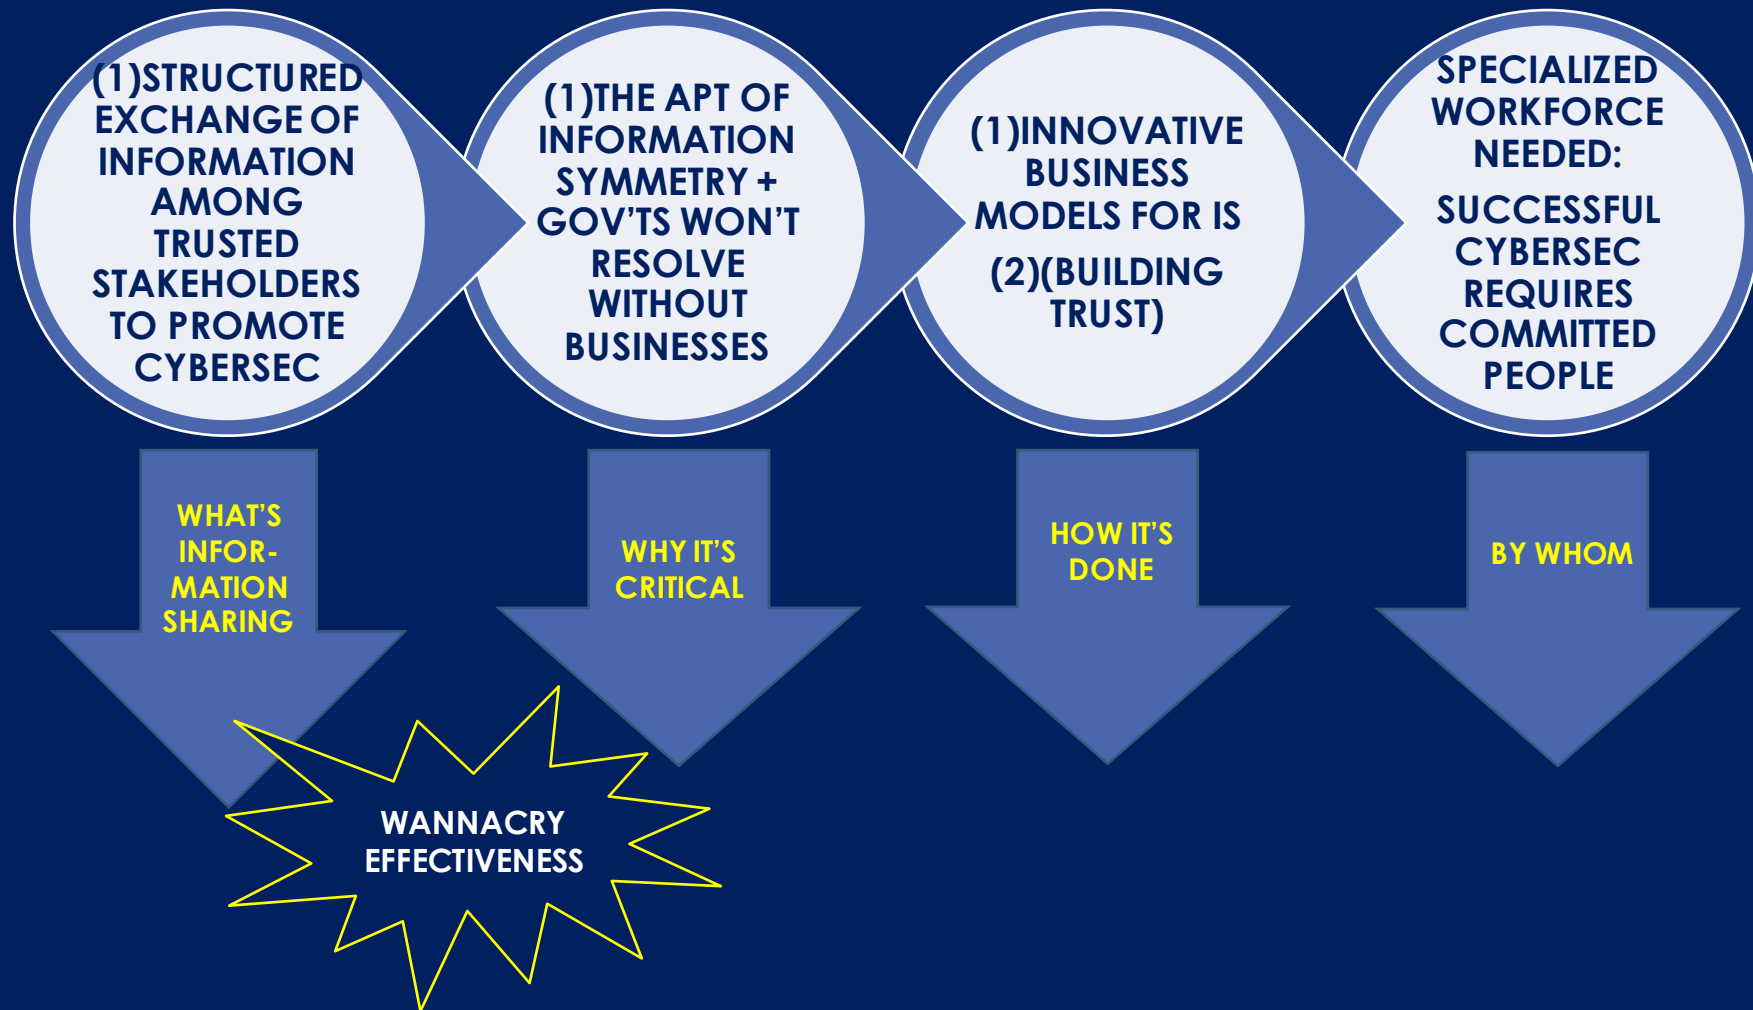 (1)STRUCTURED
EXCHANGE OF
INFORMATION
AMONG
TRUSTED
STAKEHOLDERS
TO PROMOTE
CYBERSEC
(1)THE APT OF
INFORMATION
SYMMETRY +
GOV'TS WON'T
RESOLVE
WITHOUT
BUSINESSES
(1)INNOVATIVE
BUSINESS
MODELS FOR IS
(2)(BUILDING
TRUST)
SPECIALIZED
WORKFORCE
NEEDED:
SUCCESSFUL
CYBERSEC
REQUIRES
COMMITTED
PEOPLE
WHAT'S
INFOR-
MATION
SHARING
WHY IT'S
CRITICAL
HOW IT'S
DONE
BY WHOM
WANNACRY
EFFECTIVENESS